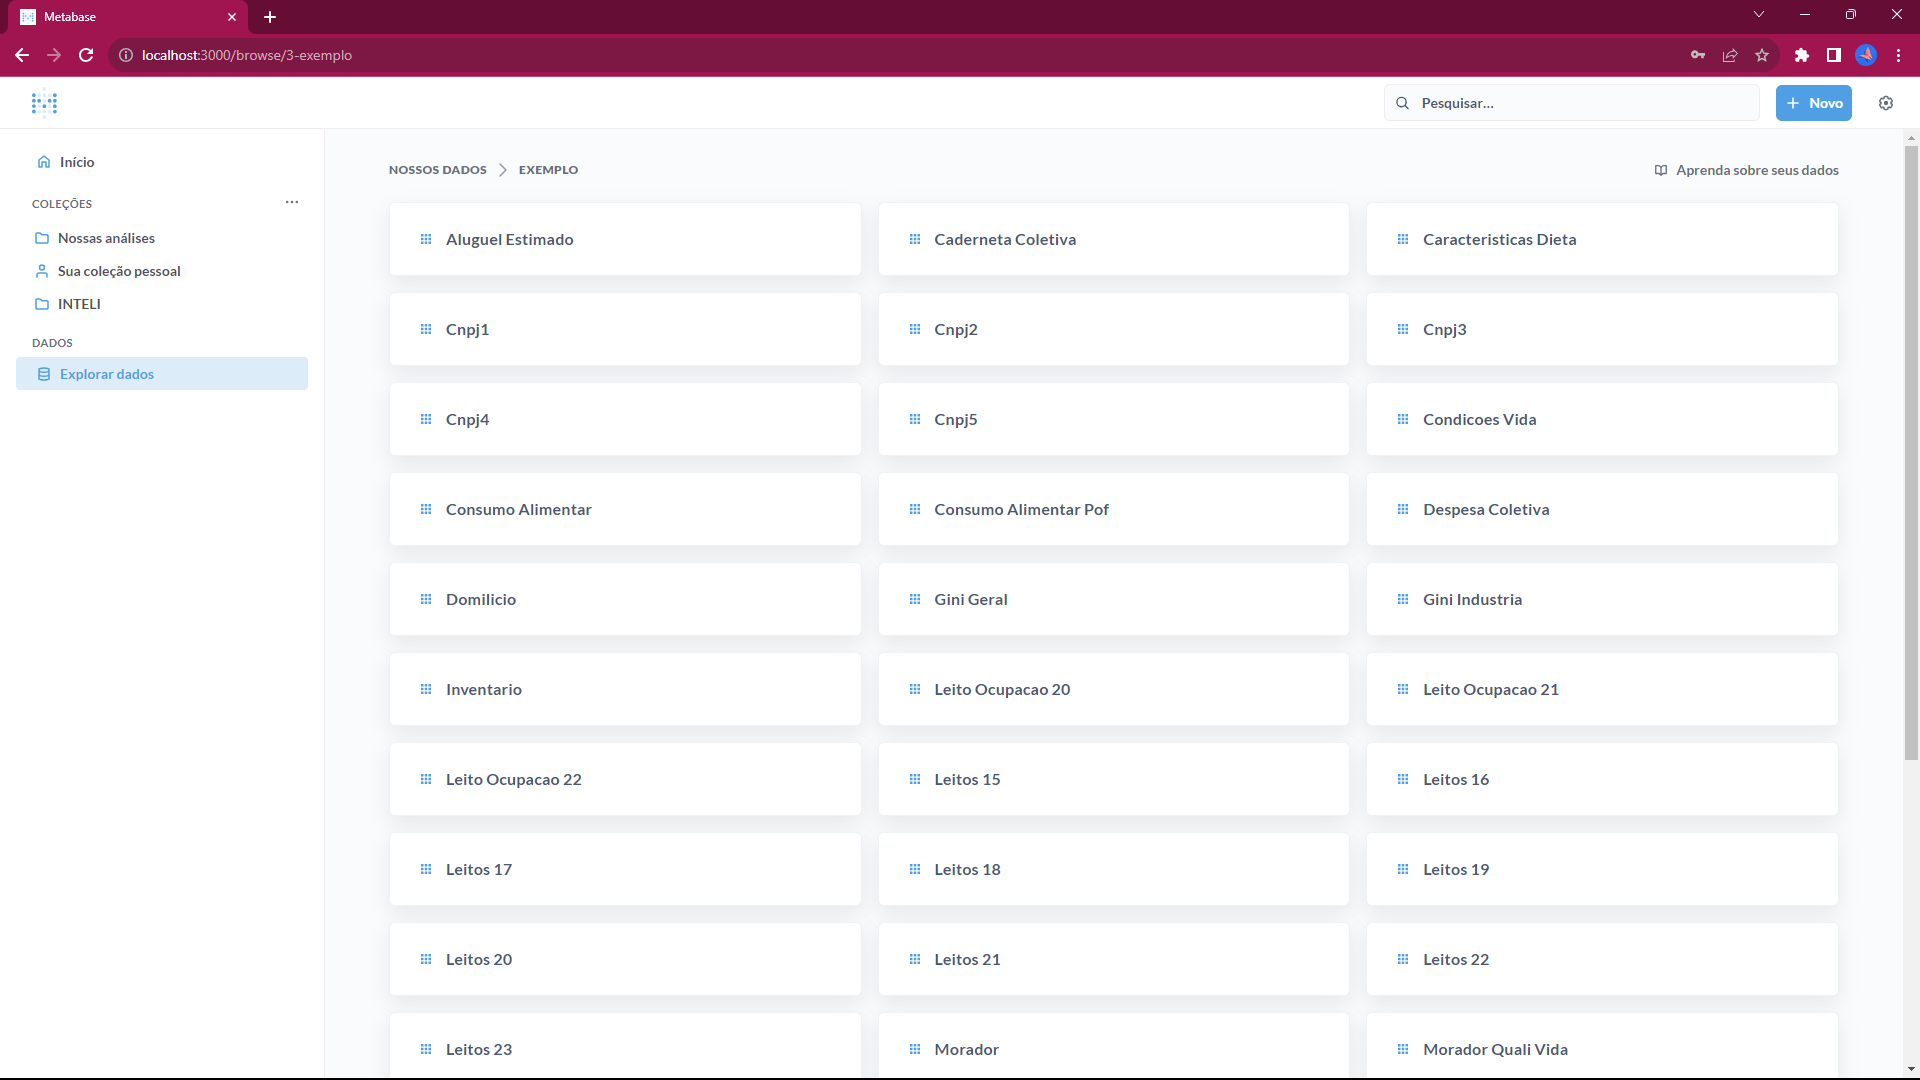 Metabase
localhost:3000/browse/3-exemplo
Pesquisar...
Novo
Início
COLEÇÕES
Nossas análises
Sua coleção pessoal
INTELI
DADOS
Explorar dados
NOSSOS DADOS EXEMPLO
Aprenda sobre seus dados
Aluguel Estimado
Caderneta Coletiva
Caracteristicas Dieta
Cnpj1
Cnpj2
Cnpj3
Cnpj4
Cnpj5
Condicoes Vida
Consumo Alimentar
Consumo Alimentar Pof
Despesa Coletiva
Domilicio
Gini Geral
Gini Industria
Inventario
Leito Ocupacao 20
Leito Ocupacao 21
Leito Ocupacao 22
Leitos 15
Leitos 16
Leitos 17
Leitos 18
Leitos 19
Leitos 20
Leitos 21
Leitos 22
Leitos 23
Morador
Morador Quali Vida